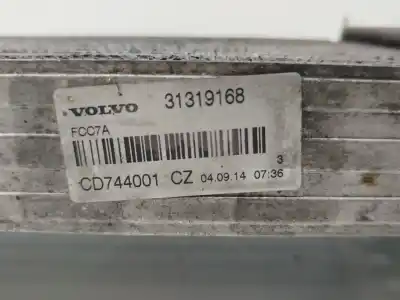 VOLVO 31319168
FCC7A
3
CD744001 CZ 04.09.14 07:36